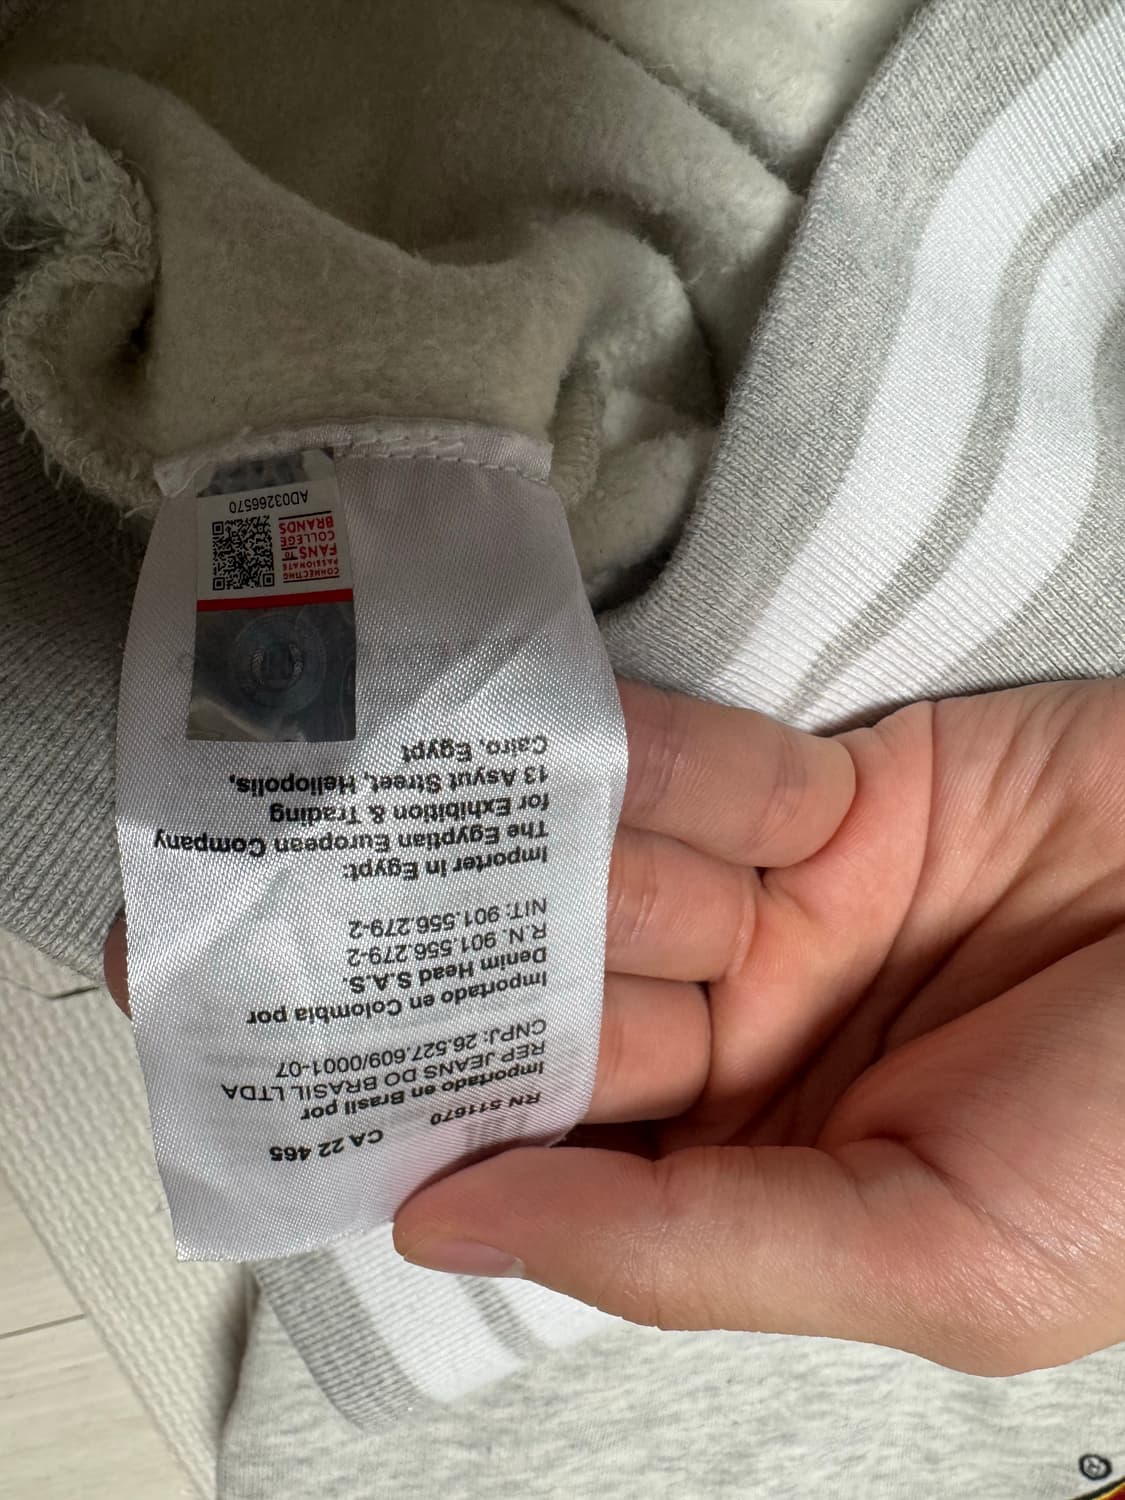 CA 22 465
RN 511670
Importado en Brasil por
REP JEANS DO BRASIL LTDA
CNPJ: 26.527.609/0001-07
Importado en Colombia por
Denim Head S.A.S.
R.N. 901.556.279-2
NIT: 901.556.279-2
Importer in Egypt:
The Egyptian European Company
for Exhibition & Trading
13 Asyut Street, Heliopolis,
Cairo, Egypt
CONNECTING
PASSIONATE
FANS TO
COLLEGE
BRANDS
AD03266570
®